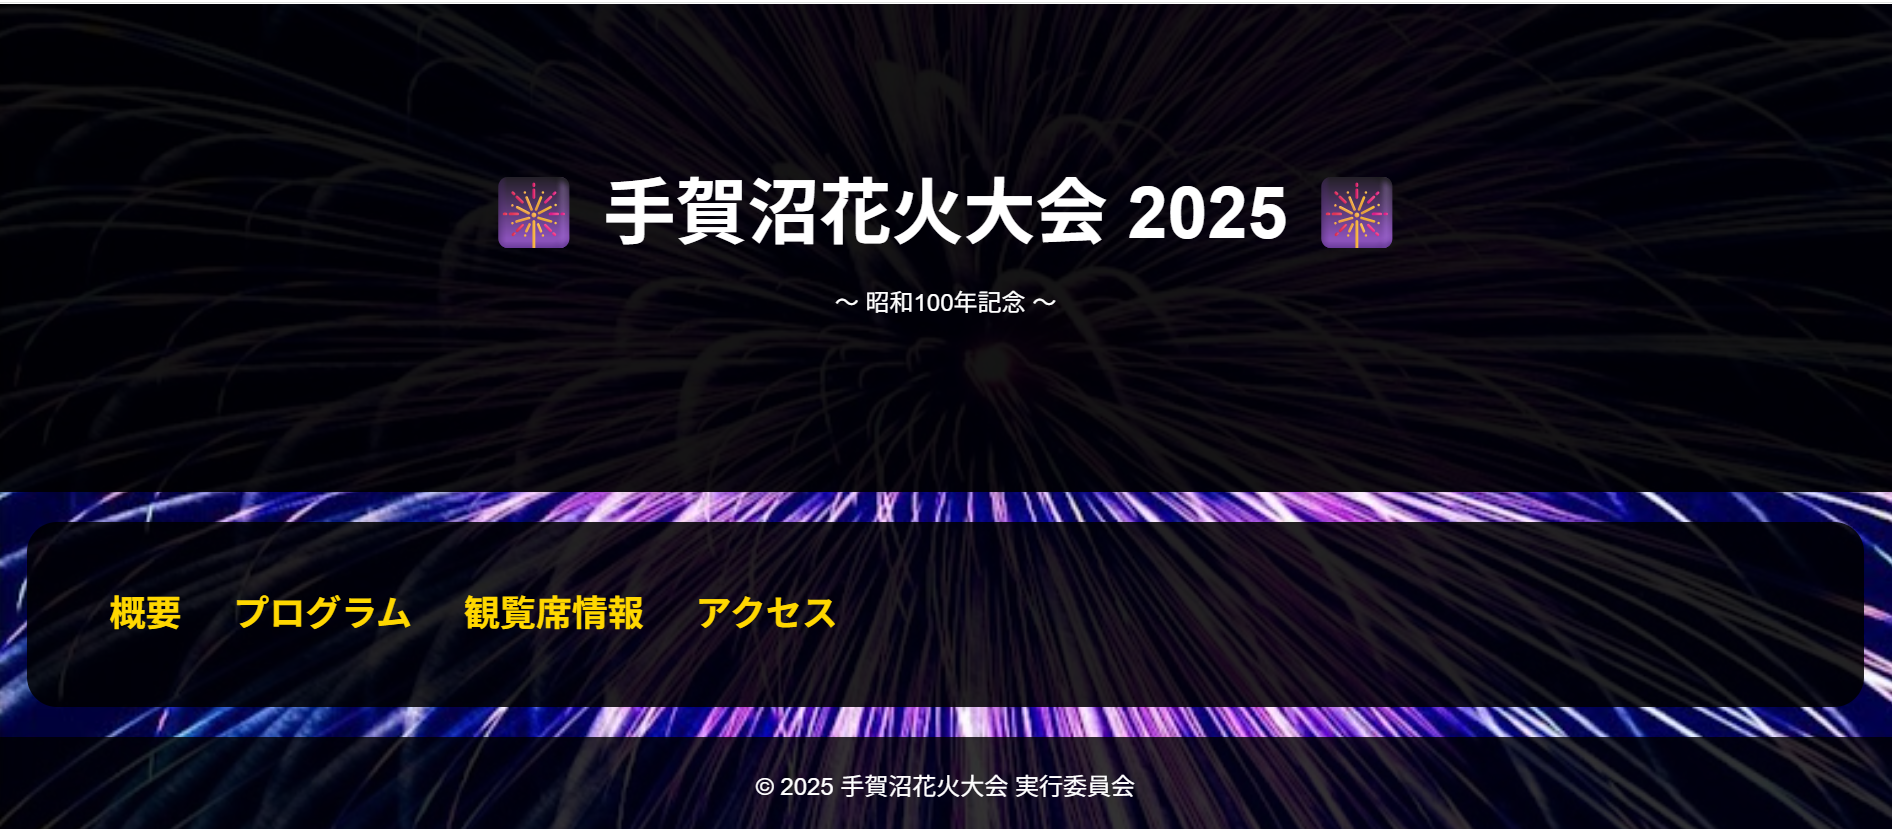 手賀沼花火大会 2025
～ 昭和100年記念 ～
概要 プログラム 観覧席情報 アクセス
© 2025 手賀沼花火大会 実行委員会